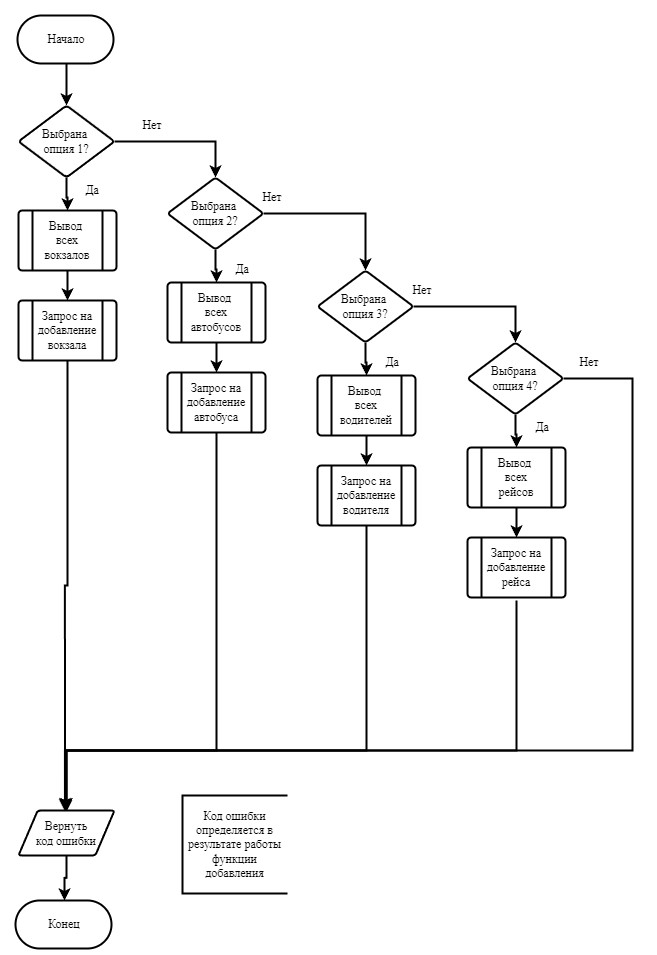 Начало
Выбрана
опция 1?
Нет
Да
Вывод
всех
вокзалов
Запрос на
добавление
вокзала
Выбрана
опция 2?
Нет
Да
Вывод
всех
автобусов
Запрос на
добавление
автобуса
Выбрана
опция 3?
Нет
Да
Вывод
всех
водителей
Запрос на
добавление
водителя
Выбрана
опция 4?
Нет
Да
Вывод
всех
рейсов
Запрос на
добавление
рейса
Вернуть
код ошибки
Код ошибки
определяется в
результате работы
функции
добавления
Конец